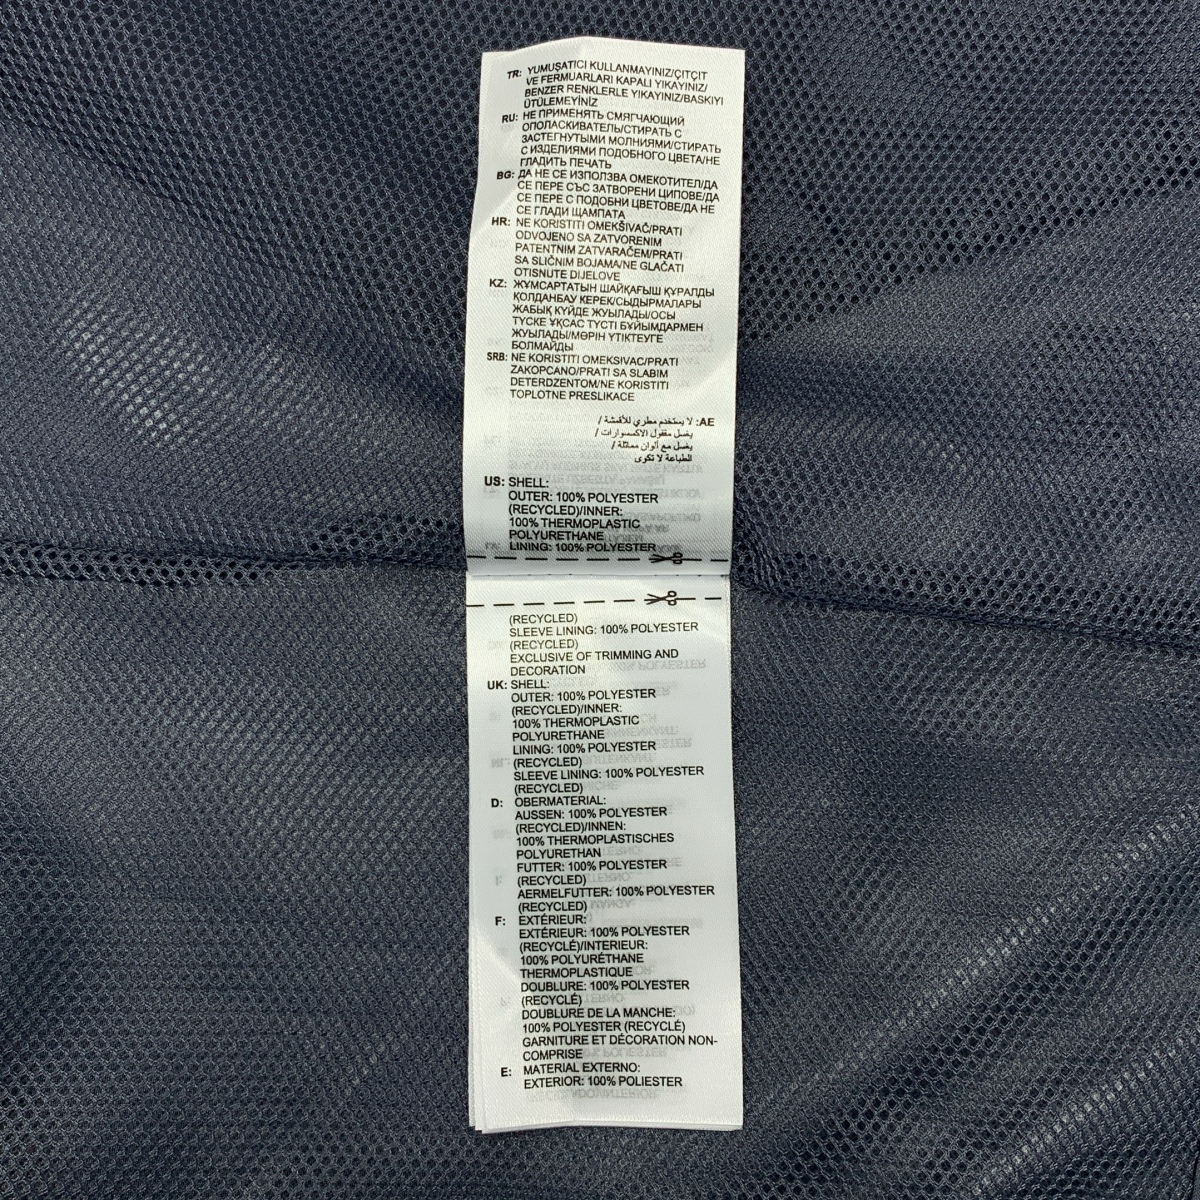 TR: YUMUŞATICI KULLANMAYINIZ/ÇITÇIT
VE FERMUARLARI KAPALI YIKAYINIZ/
BENZER RENKLERLE YIKAYINIZ/BASKIYI
ÜTÜLEMEYİNİZ
RU: НЕ ПРИМЕНЯТЬ СМЯГЧАЮЩИЙ
ОПОЛАСКИВАТЕЛЬ/СТИРАТЬ С
ЗАСТЕГНУТЫМИ МОЛНИЯМИ/СТИРАТЬ
С ИЗДЕЛИЯМИ ПОДОБНОГО ЦВЕТА/НЕ
ГЛАДИТЬ ПЕЧАТЬ
BG: ДА НЕ СЕ ИЗПОЛЗВА ОМЕКОТИТЕЛ/ДА
СЕ ПЕРЕ СЪС ЗАТВОРЕНИ ЦИПОВЕ/ДА
СЕ ПЕРЕ С ПОДОБНИ ЦВЕТОВЕ/ДА НЕ
СЕ ГЛАДИ ЩАМПАТА
HR: NE KORISTITI OMEKŠIVAČ/PRATI
ODVOJENO SA ZATVORENIM
PATENTNIM ZATVARAČEM/PRATI
SA SLIČNIM BOJAMA/NE GLAČATI
OTISNUTE DIJELOVE
KZ: ЖҰМСАРТАТЫН ШАЙҚАҒЫШ ҚҰРАЛДЫ
ҚОЛДАНБАУ КЕРЕК/СЫДЫРМАЛАРЫ
ЖАБЫҚ КҮЙДЕ ЖУЫЛАДЫ/ОСЫ
ТҮСКЕ ҰҚСАС ТҮСТІ БҰЙЫМДАРМЕН
ЖУЫЛАДЫ/МӨРІН ҮТІКТЕУГЕ
БОЛМАЙДЫ
SRB: NE KORISTITI OMEKSIVAC/PRATI
ZAKOPCANO/PRATI SA SLABIM
DETERDZENTOM/NE KORISTITI
TOPLOTNE PRESLIKACE
AE: لا يستخدم مطري للأقمشة /
يغسل مقفول الاكسسوارات /
يغسل مع ألوان مماثلة /
الطباعة لا تكوى
US: SHELL:
OUTER: 100% POLYESTER
(RECYCLED)/INNER:
100% THERMOPLASTIC
POLYURETHANE
LINING: 100% POLYESTER
(RECYCLED)
SLEEVE LINING: 100% POLYESTER
(RECYCLED)
EXCLUSIVE OF TRIMMING AND
DECORATION
UK: SHELL:
OUTER: 100% POLYESTER
(RECYCLED)/INNER:
100% THERMOPLASTIC
POLYURETHANE
LINING: 100% POLYESTER
(RECYCLED)
SLEEVE LINING: 100% POLYESTER
(RECYCLED)
D: OBERMATERIAL:
AUSSEN: 100% POLYESTER
(RECYCLED)/INNEN:
100% THERMOPLASTISCHES
POLYURETHAN
FUTTER: 100% POLYESTER
(RECYCLED)
AERMELFUTTER: 100% POLYESTER
(RECYCLED)
F: EXTÉRIEUR:
EXTÉRIEUR: 100% POLYESTER
(RECYCLÉ)/INTERIEUR:
100% POLYURÉTHANE
THERMOPLASTIQUE
DOUBLURE: 100% POLYESTER
(RECYCLÉ)
DOUBLURE DE LA MANCHE:
100% POLYESTER (RECYCLÉ)
GARNITURE ET DÉCORATION NON-
COMPRISE
E: MATERIAL EXTERNO:
EXTERIOR: 100% POLIESTER